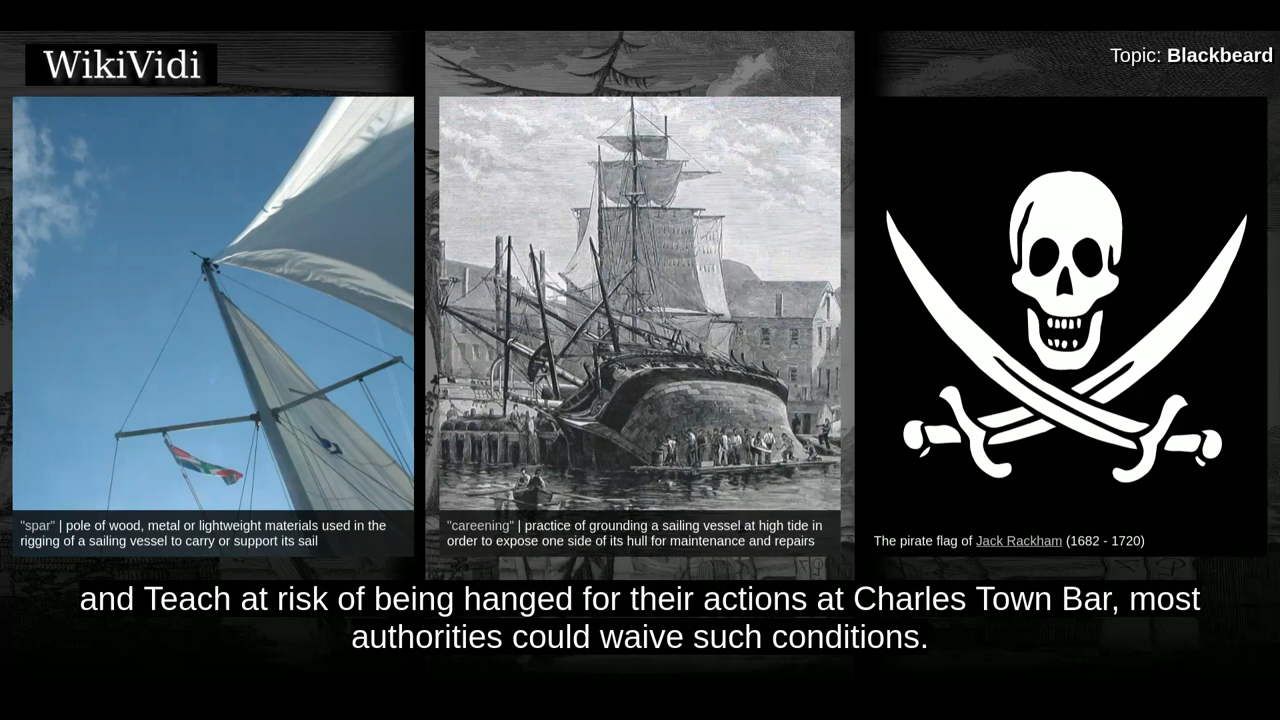 WikiVidi
Topic: Blackbeard
"spar" | pole of wood, metal or lightweight materials used in the
rigging of a sailing vessel to carry or support its sail
"careening" | practice of grounding a sailing vessel at high tide in
order to expose one side of its hull for maintenance and repairs
The pirate flag of Jack Rackham (1682 - 1720)
and Teach at risk of being hanged for their actions at Charles Town Bar, most
authorities could waive such conditions.